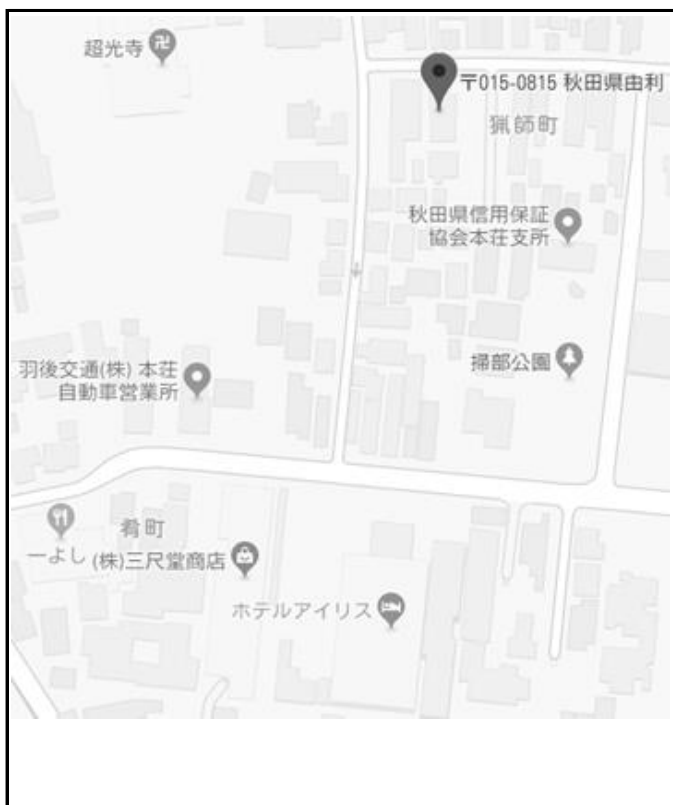 超光寺
〒015-0815 秋田県由利
猟師町
秋田県信用保証
協会本荘支所
掃部公園
羽後交通(株) 本荘
自動車営業所
肴町
一よし
(株)三尺堂商店
ホテルアイリス